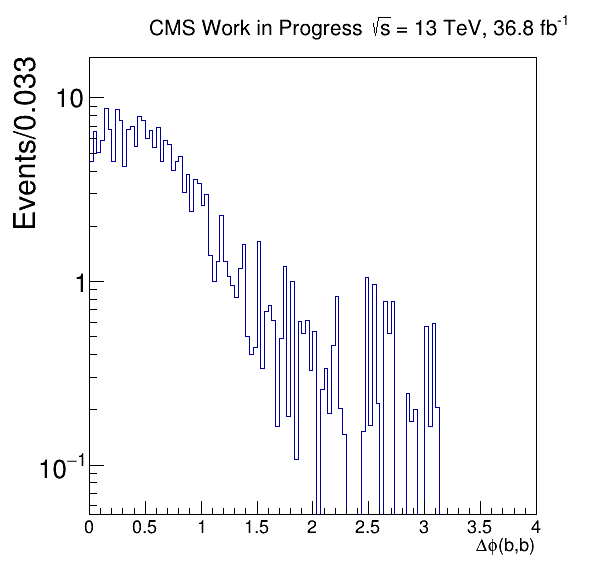 CMS Work in Progress √s = 13 TeV, 36.8 fb⁻¹
Events/0.033
10
1
10⁻¹
0 0.5 1 1.5 2 2.5 3 3.5 4
Δϕ(b,b)